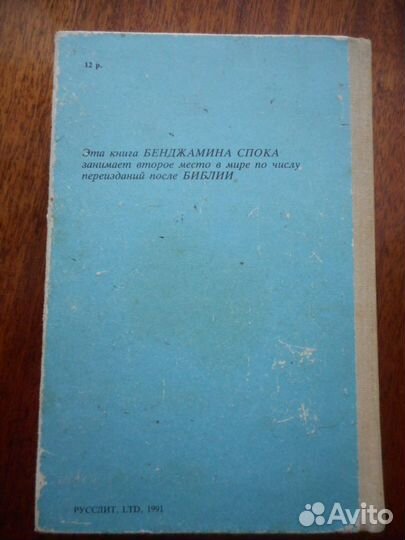 12 р.
Эта книга БЕНДЖАМИНА СПОКА
занимает второе место в мире по числу
переизданий после БИБЛИИ
РУССЛИТ, LTD, 1991
Avito